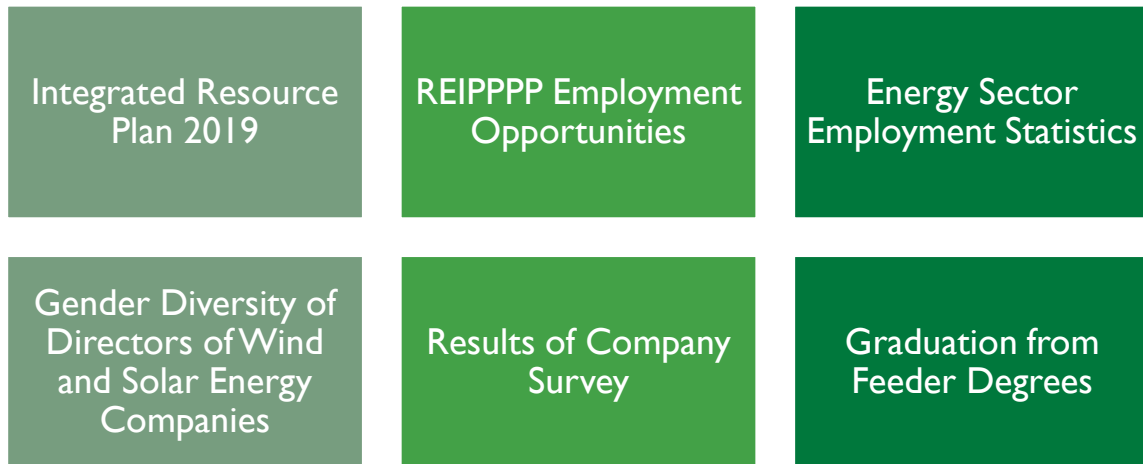 Integrated Resource
Plan 2019
REIPPPP Employment
Opportunities
Energy Sector
Employment Statistics
Gender Diversity of
Directors of Wind
and Solar Energy
Companies
Results of Company
Survey
Graduation from
Feeder Degrees